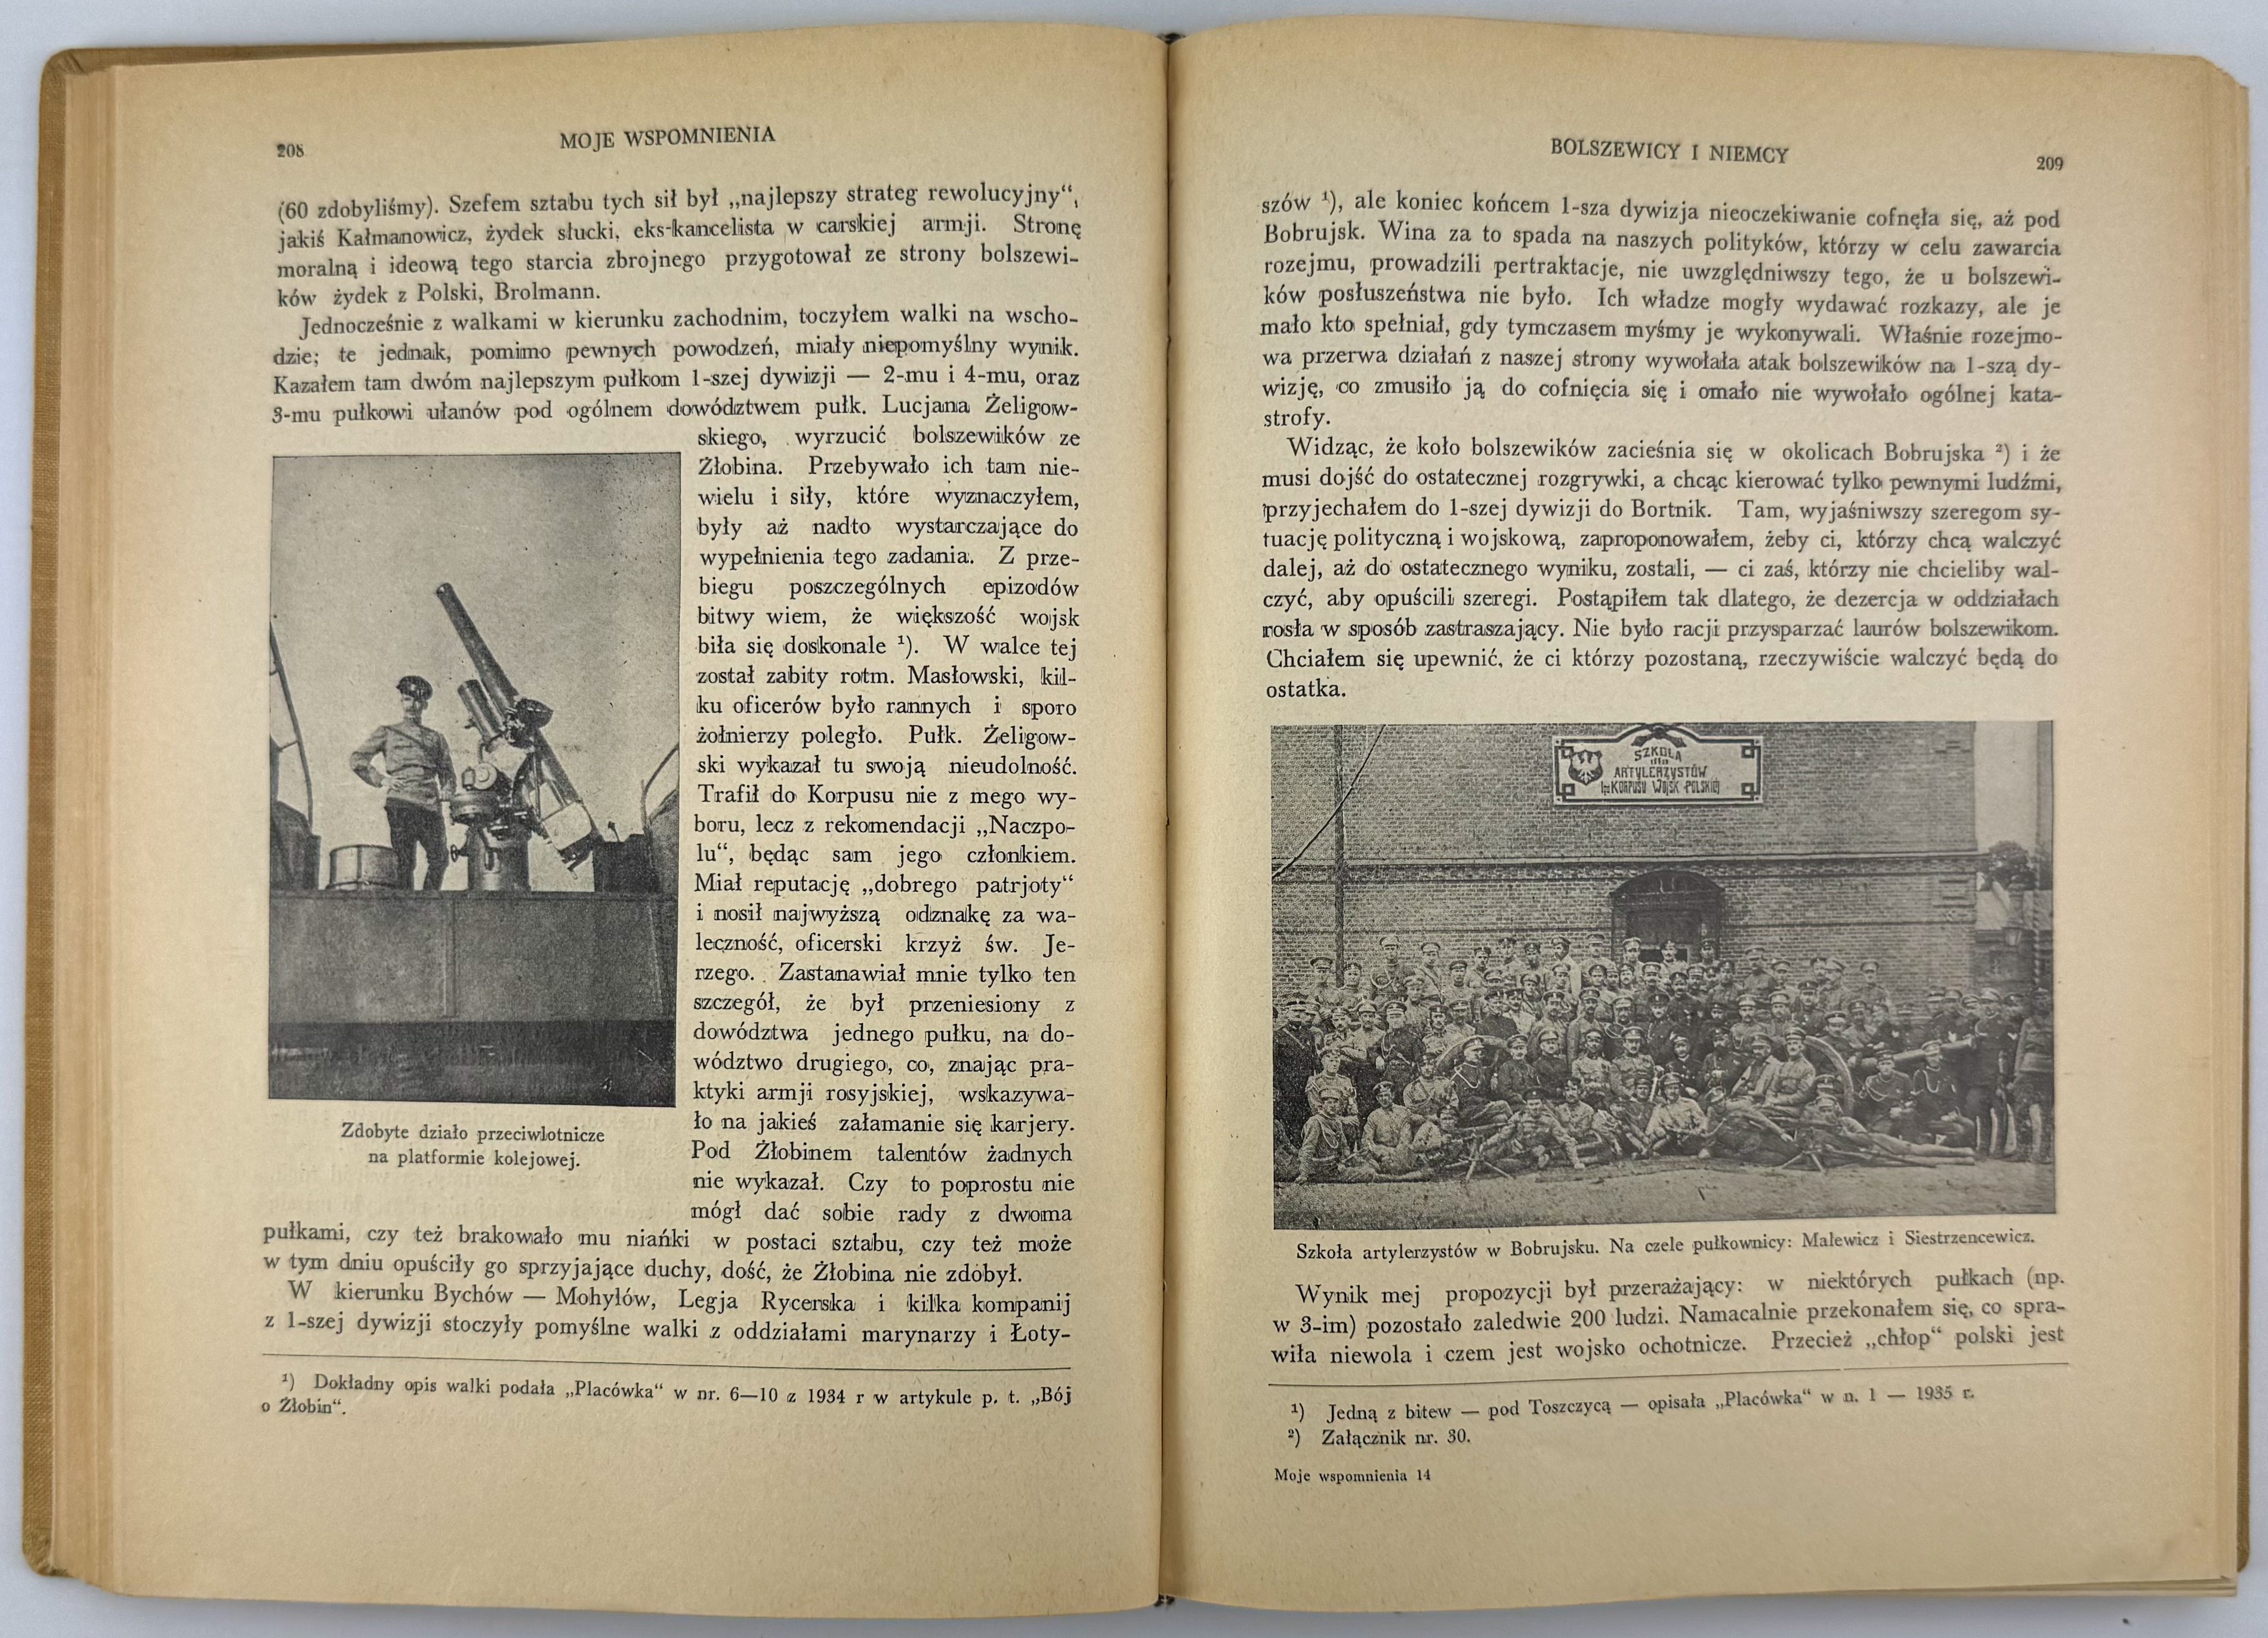 208
MOJE WSPOMNIENIA
(60 zdobyliśmy). Szefem sztabu tych sił był „najlepszy strateg rewolucyjny“,
jakiś Kałmanowicz, żydek słucki, eks-kancelista w carskiej armji. Stronę
moralną i ideową tego starcia zbrojnego przygotował ze strony bolszewi-
ków żydek z Polski, Brolmann.
Jednocześnie z walkami w kierunku zachodnim, toczyłem walki na wscho-
dzie; te jednak, pomimo pewnych powodzeń, miały niepomyślny wynik.
Kazałem tam dwóm najlepszym pułkom 1-szej dywizji — 2-mu i 4-mu, oraz
3-mu pułkowi ułanów pod ogólnem dowództwem pułk. Lucjana Żeligow-
skiego, wyrzucić bolszewików ze
Żłobina. Przebywało ich tam nie-
wielu i siły, które wyznaczyłem,
były aż nadto wystarczające do
wypełnienia tego zadania. Z prze-
biegu poszczególnych epizodów
bitwy wiem, że większość wojsk
biła się doskonale ¹). W walce tej
został zabity rotm. Masłowski, kil-
ku oficerów było rannych i sporo
żołnierzy poległo. Pułk. Żeligow-
ski wykazał tu swoją nieudolność.
Trafił do Korpusu nie z mego wy-
boru, lecz z rekomendacji „Naczpo-
lu“, będąc sam jego członkiem.
Miał reputację „dobrego patrjoty“
i nosił najwyższą odznakę za wa-
leczność, oficerski krzyż św. Je-
rzego. Zastanawiał mnie tylko ten
szczegół, że był przeniesiony z
dowództwa jednego pułku, na do-
wództwo drugiego, co, znając pra-
ktyki armji rosyjskiej, wskazywa-
ło na jakieś załamanie się karjery.
Pod Żłobinem talentów żadnych
nie wykazał. Czy to poprostu nie
mógł dać sobie rady z dwoma
pułkami, czy też brakowało mu niańki w postaci sztabu, czy też może
w tym dniu opuściły go sprzyjające duchy, dość, że Żłobina nie zdobył.
W kierunku Bychów — Mohyłów, Legja Rycerska i kilka kompanij
z 1-szej dywizji stoczyły pomyślne walki z oddziałami marynarzy i Łoty-
Zdobyte działo przeciwlotnicze
na platformie kolejowej.
¹) Dokładny opis walki podała „Placówka“ w nr. 6—10 z 1934 r w artykule p. t. „Bój
o Żłobin“.
BOLSZEWICY I NIEMCY
209
szów ¹), ale koniec końcem 1-sza dywizja nieoczekiwanie cofnęła się, aż pod
Bobrujsk. Wina za to spada na naszych polityków, którzy w celu zawarcia
rozejmu, prowadzili pertraktacje, nie uwzględniwszy tego, że u bolszewi-
ków posłuszeństwa nie było. Ich władze mogły wydawać rozkazy, ale je
mało kto spełniał, gdy tymczasem myśmy je wykonywali. Właśnie rozejmo-
wa przerwa działań z naszej strony wywołała atak bolszewików na 1-szą dy-
wizję, co zmusiło ją do cofnięcia się i omało nie wywołało ogólnej kata-
strofy.
Widząc, że koło bolszewików zacieśnia się w okolicach Bobrujska ²) i że
musi dojść do ostatecznej rozgrywki, a chcąc kierować tylko pewnymi ludźmi,
przyjechałem do 1-szej dywizji do Bortnik. Tam, wyjaśniwszy szeregom sy-
tuację polityczną i wojskową, zaproponowałem, żeby ci, którzy chcą walczyć
dalej, aż do ostatecznego wyniku, zostali, — ci zaś, którzy nie chcieliby wal-
czyć, aby opuścili szeregi. Postąpiłem tak dlatego, że dezercja w oddziałach
rosła w sposób zastraszający. Nie było racji przysparzać laurów bolszewikom.
Chciałem się upewnić, że ci którzy pozostaną, rzeczywiście walczyć będą do
ostatka.
SZKOŁA
dla
ARTYLERZYSTÓW
I go KORPUSU WOJSK POLSKICH
Szkoła artylerzystów w Bobrujsku. Na czele pułkownicy: Malewicz i Siestrzencewicz.
Wynik mej propozycji był przerażający: w niektórych pułkach (np.
w 3-im) pozostało zaledwie 200 ludzi. Namacalnie przekonałem się, co spra-
wiła niewola i czem jest wojsko ochotnicze. Przecież „chłop“ polski jest
¹) Jedną z bitew — pod Toszczycą — opisała „Placówka“ w n. 1 — 1935 r.
²) Załącznik nr. 30.
Moje wspomnienia 14